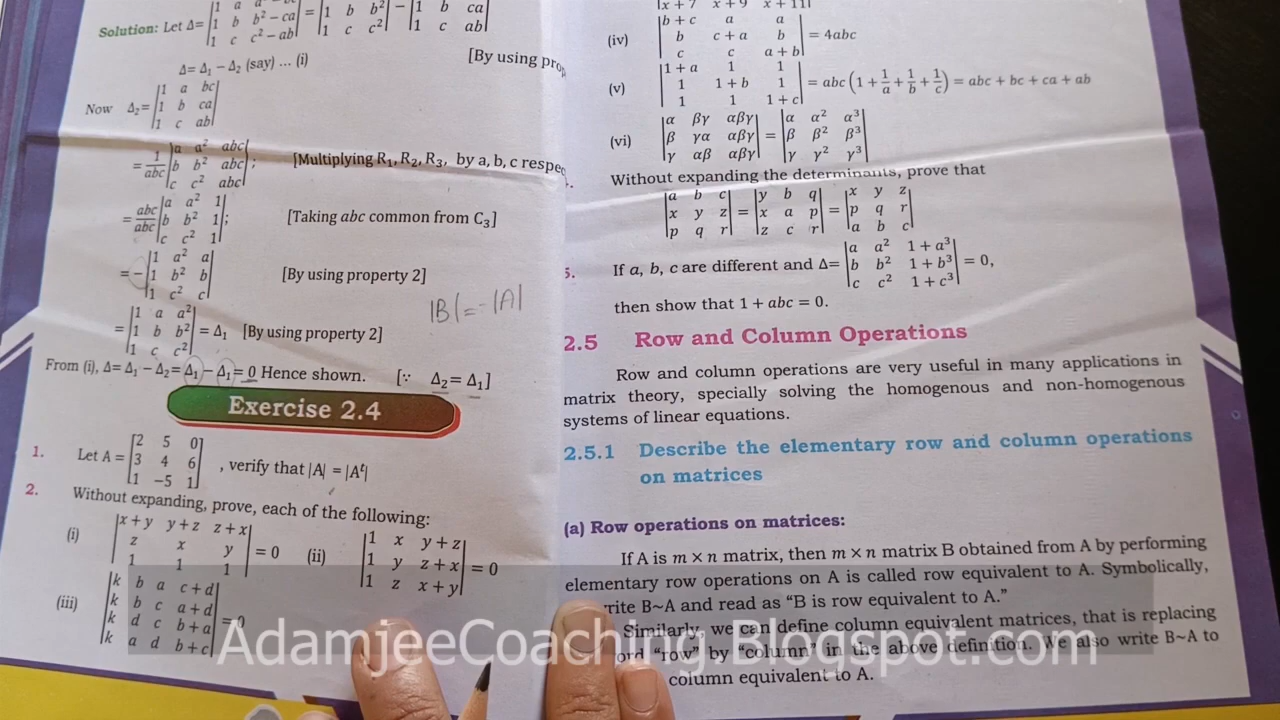 Solution: Let Δ= |1 a a² | |1 b b² − ca| |1 c c² − ab| = |1 b b²| |1 c c²| − |1 b ca| |1 c ab|
Δ= Δ₁ − Δ₂ (say) … (i)
[By using prop
Now Δ₂= |1 a bc| |1 b ca| |1 c ab|
= 1/abc |a a² abc| |b b² abc| |c c² abc|; [Multiplying R₁, R₂, R₃, by a, b, c respec
= abc/abc |a a² 1| |b b² 1| |c c² 1|; [Taking abc common from C₃]
= − |1 a² a| |1 b² b| |1 c² c| [By using property 2]
|B| = -|A|
= |1 a a²| |1 b b²| |1 c c²| = Δ₁ [By using property 2]
From (i), Δ= Δ₁ − Δ₂= Δ₁ − Δ₁= 0 Hence shown. [∵ Δ₂= Δ₁]
Exercise 2.4
1. Let A = [2 5 0] [3 4 6] [1 −5 1] , verify that |A| = |Aᵗ|
2. Without expanding, prove, each of the following:
(i) |x + y y + z z + x| |z x y| |1 1 1| = 0 (ii) |1 x y + z| |1 y z + x| |1 z x + y| = 0
(iii) |k b a c + d| |k b c a + d| |k d c b + a| |k a d b + c| = 0
|x + 7 x + 9 x + 11|
(iv) |b + c a a| |b c + a b| |c c a + b| = 4abc
(v) |1 + a 1 1| |1 1 + b 1| |1 1 1 + c| = abc (1 + 1/a + 1/b + 1/c) = abc + bc + ca + ab
(vi) |α βγ αβγ| |β γα αβγ| |γ αβ αβγ| = |α α² α³| |β β² β³| |γ γ² γ³|
Without expanding the determinants, prove that
|a b c| |x y z| |p q r| = |y b q| |x a p| |z c r| = |x y z| |p q r| |a b c|
5. If a, b, c are different and Δ= |a a² 1 + a³| |b b² 1 + b³| |c c² 1 + c³| = 0,
then show that 1 + abc = 0.
2.5 Row and Column Operations
Row and column operations are very useful in many applications in
matrix theory, specially solving the homogenous and non-homogenous
systems of linear equations.
2.5.1 Describe the elementary row and column operations
on matrices
(a) Row operations on matrices:
If A is m × n matrix, then m × n matrix B obtained from A by performing
elementary row operations on A is called row equivalent to A. Symbolically,
rite B~A and read as “B is row equivalent to A.”
Similarly, we can define column equivalent matrices, that is replacing
ord “row” by “column” in the above definition. We also write B~A to
column equivalent to A.
AdamjeeCoaching.Blogspot.com